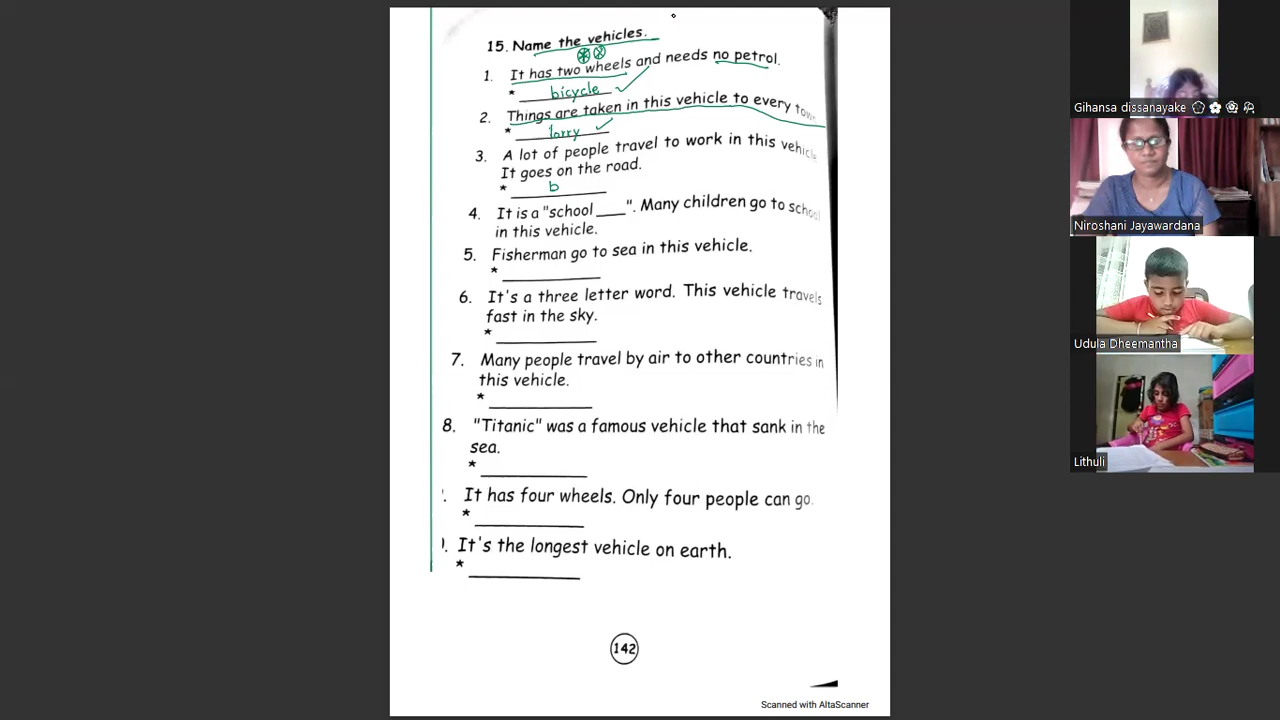 15. Name the vehicles.
1. It has two wheels and needs no petrol.
* bicycle
2. Things are taken in this vehicle to every town
* lorry
3. A lot of people travel to work in this vehicle
It goes on the road.
* b
4. It is a "school ___". Many children go to school
in this vehicle.
5. Fisherman go to sea in this vehicle.
*
6. It's a three letter word. This vehicle travels
fast in the sky.
*
7. Many people travel by air to other countries in
this vehicle.
*
8. "Titanic" was a famous vehicle that sank in the
sea.
*
. It has four wheels. Only four people can go.
*
. It's the longest vehicle on earth.
*
142
Scanned with AltaScanner
Gihansa dissanayake
Niroshani Jayawardana
Udula Dheemantha
Lithuli